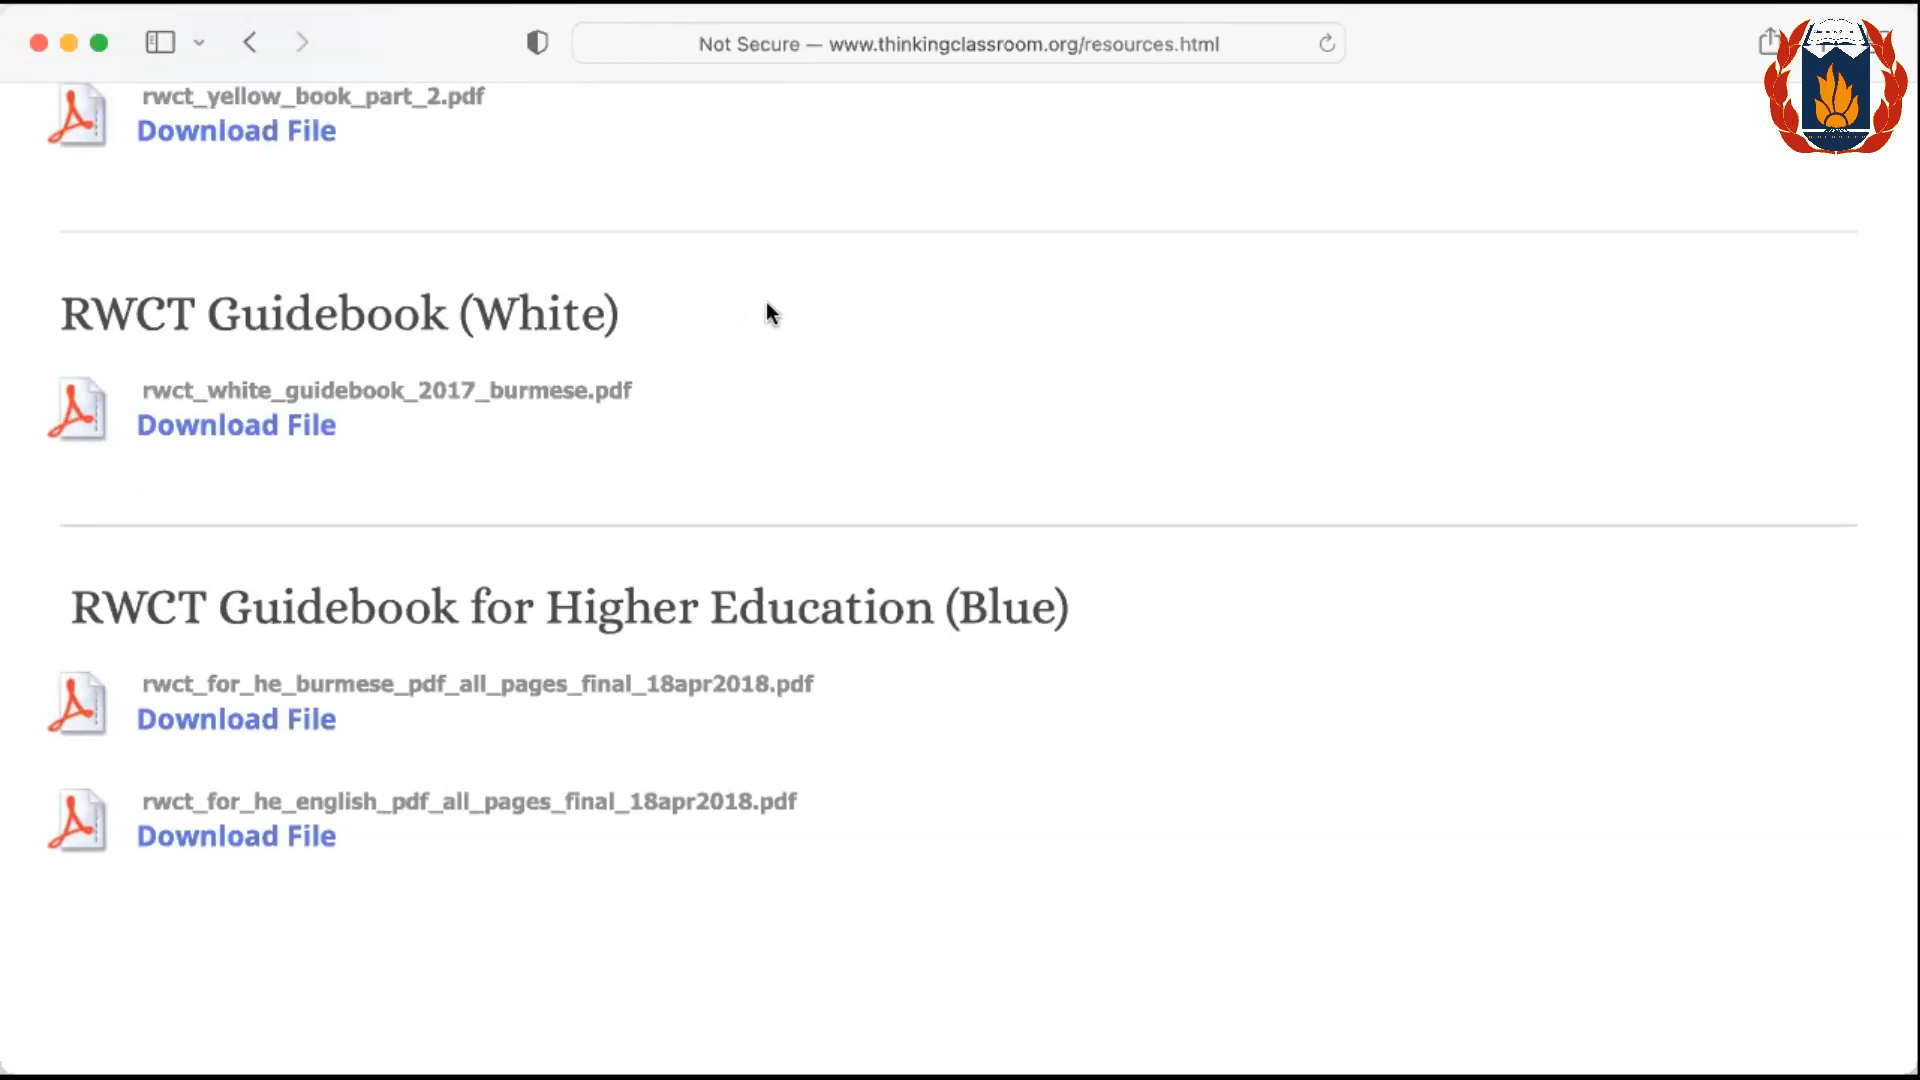 Not Secure — www.thinkingclassroom.org/resources.html
rwct_yellow_book_part_2.pdf
Download File
RWCT Guidebook (White)
rwct_white_guidebook_2017_burmese.pdf
Download File
RWCT Guidebook for Higher Education (Blue)
rwct_for_he_burmese_pdf_all_pages_final_18apr2018.pdf
Download File
rwct_for_he_english_pdf_all_pages_final_18apr2018.pdf
Download File